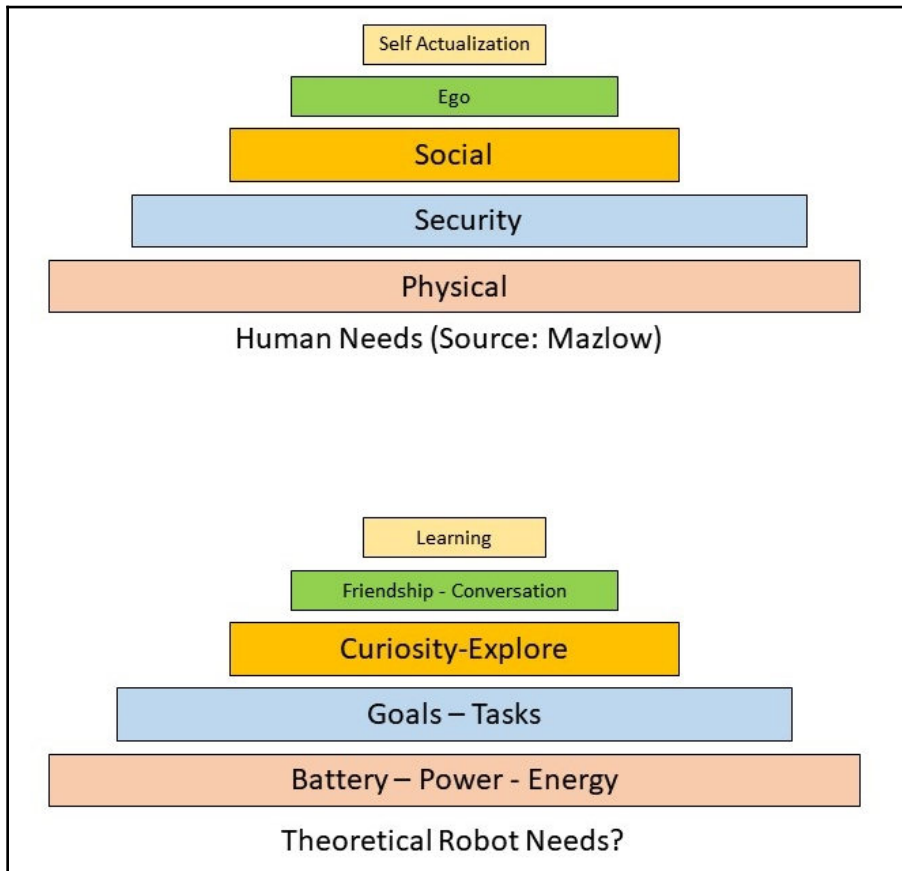 Self Actualization
Ego
Social
Security
Physical
Human Needs (Source: Mazlow)
Learning
Friendship - Conversation
Curiosity-Explore
Goals – Tasks
Battery – Power - Energy
Theoretical Robot Needs?